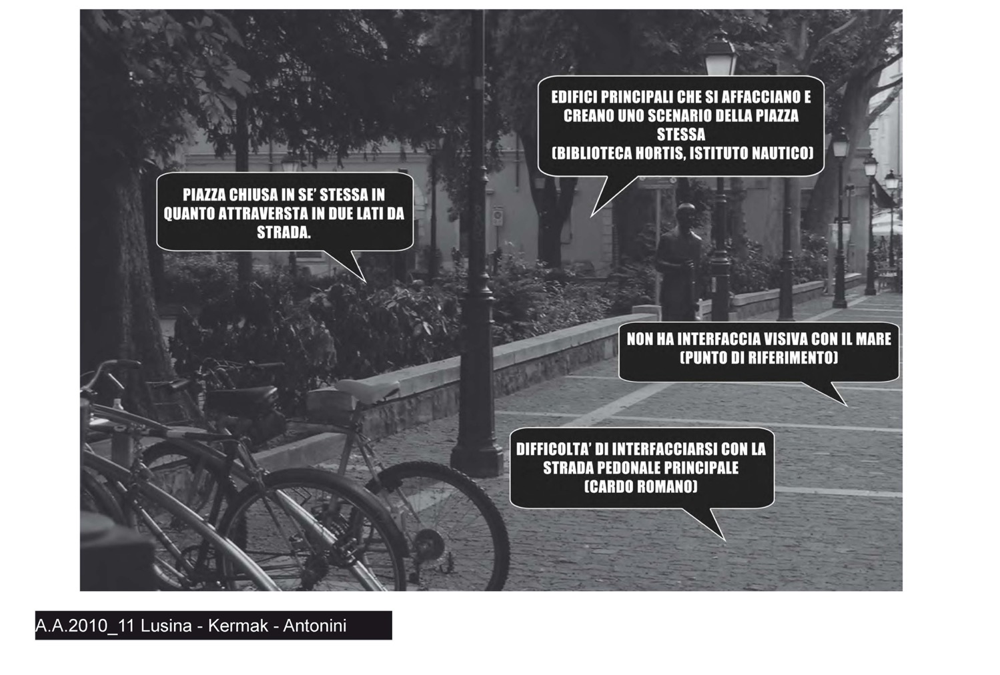 EDIFICI PRINCIPALI CHE SI AFFACCIANO E
CREANO UNO SCENARIO DELLA PIAZZA
STESSA
(BIBLIOTECA HORTIS, ISTITUTO NAUTICO)
PIAZZA CHIUSA IN SE’ STESSA IN
QUANTO ATTRAVERSTA IN DUE LATI DA
STRADA.
NON HA INTERFACCIA VISIVA CON IL MARE
(PUNTO DI RIFERIMENTO)
DIFFICOLTA’ DI INTERFACCIARSI CON LA
STRADA PEDONALE PRINCIPALE
(CARDO ROMANO)
A.A.2010_11 Lusina - Kermak - Antonini